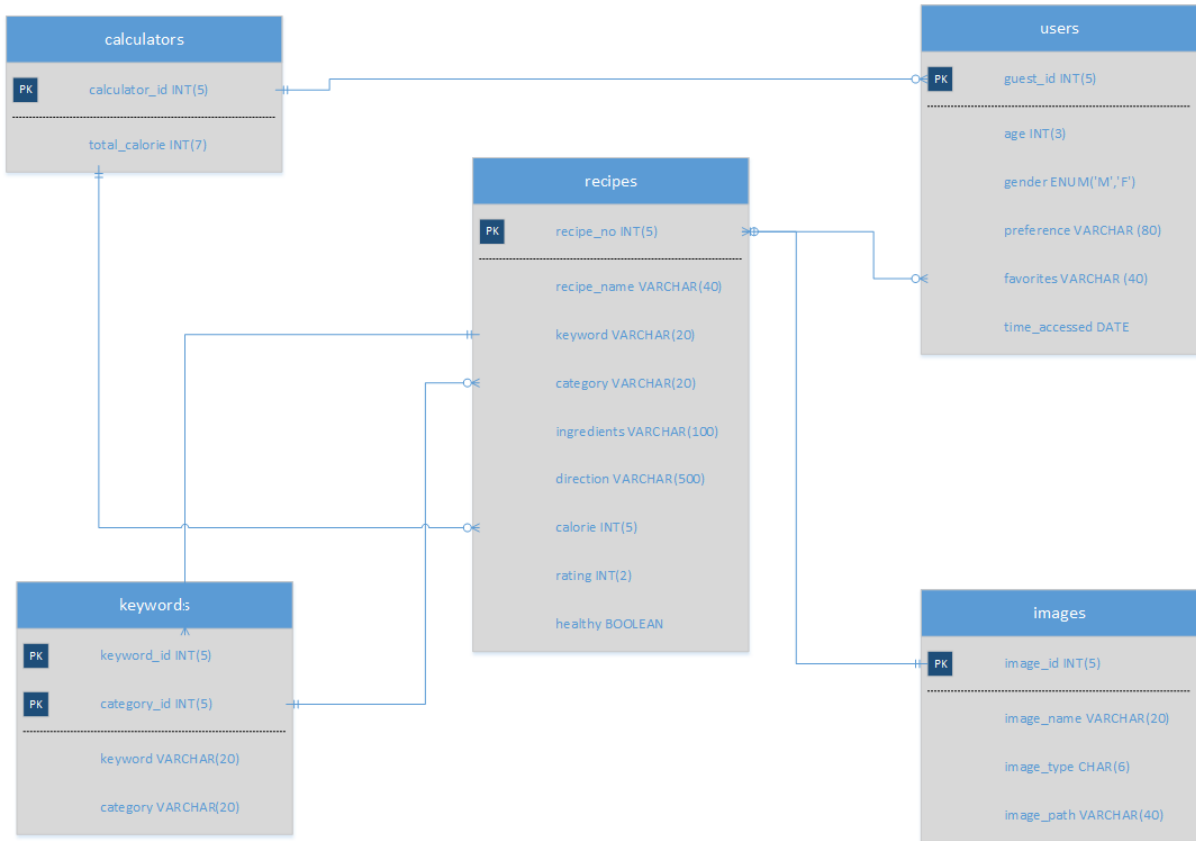 calculators
PK calculator_id INT(5)
total_calorie INT(7)
users
PK guest_id INT(5)
age INT(3)
gender ENUM('M','F')
preference VARCHAR (80)
favorites VARCHAR (40)
time_accessed DATE
recipes
PK recipe_no INT(5)
recipe_name VARCHAR(40)
keyword VARCHAR(20)
category VARCHAR(20)
ingredients VARCHAR(100)
direction VARCHAR(500)
calorie INT(5)
rating INT(2)
healthy BOOLEAN
keywords
PK keyword_id INT(5)
PK category_id INT(5)
keyword VARCHAR(20)
category VARCHAR(20)
images
PK image_id INT(5)
image_name VARCHAR(20)
image_type CHAR(6)
image_path VARCHAR(40)